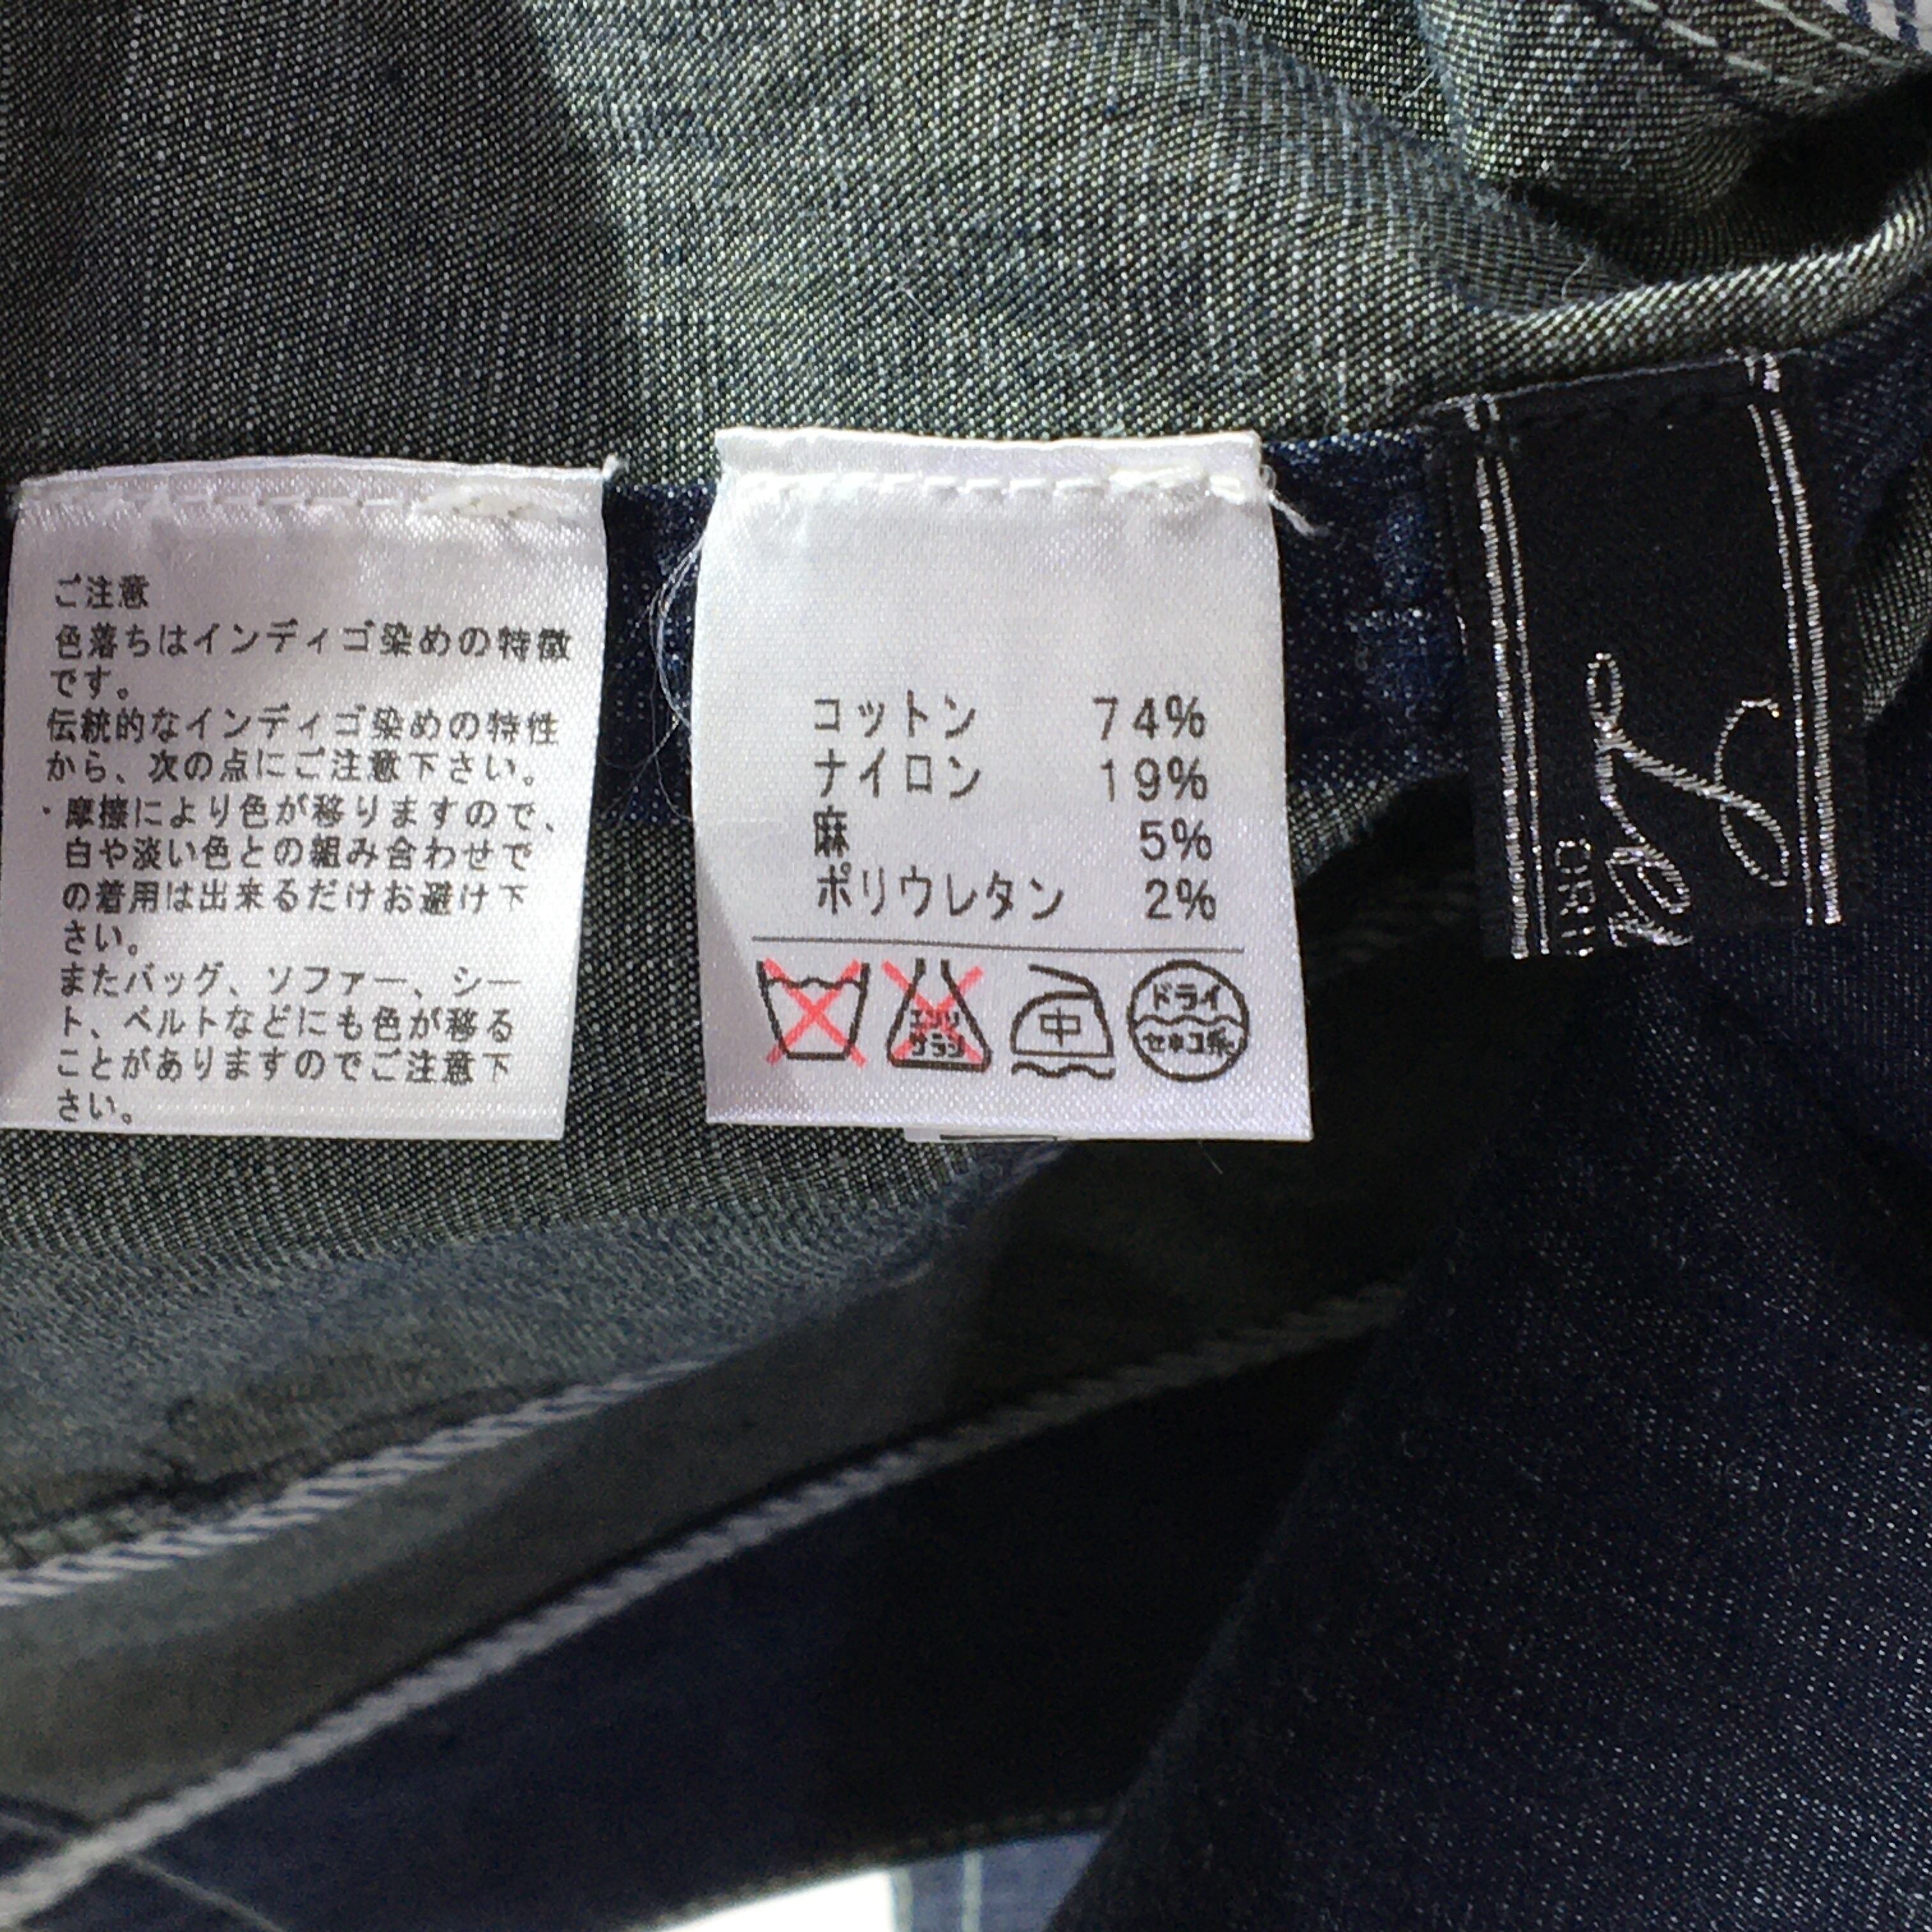 ご注意
色落ちはインディゴ染めの特徴
です。
伝統的なインディゴ染めの特性
から、次の点にご注意下さい。
・摩擦により色が移りますので、
白や淡い色との組み合わせで
の着用は出来るだけお避け下
さい。
またバッグ、ソファー、シー
ト、ベルトなどにも色が移る
ことがありますのでご注意下
さい。
コットン 74%
ナイロン 19%
麻 5%
ポリウレタン 2%
エンソ
サラシ
中
ドライ
セキユ系